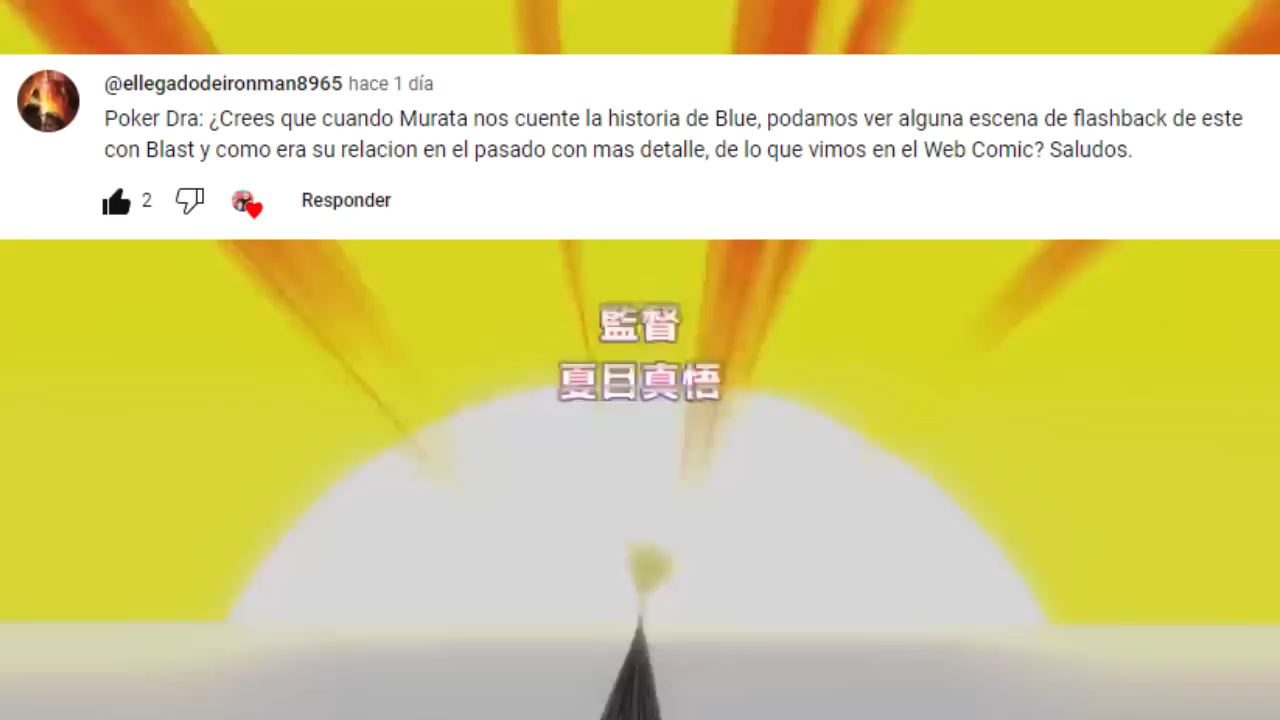 @ellegadodeironman8965 hace 1 día
Poker Dra: ¿Crees que cuando Murata nos cuente la historia de Blue, podamos ver alguna escena de flashback de este
con Blast y como era su relacion en el pasado con mas detalle, de lo que vimos en el Web Comic? Saludos.
2 Responder
監督
夏目真悟